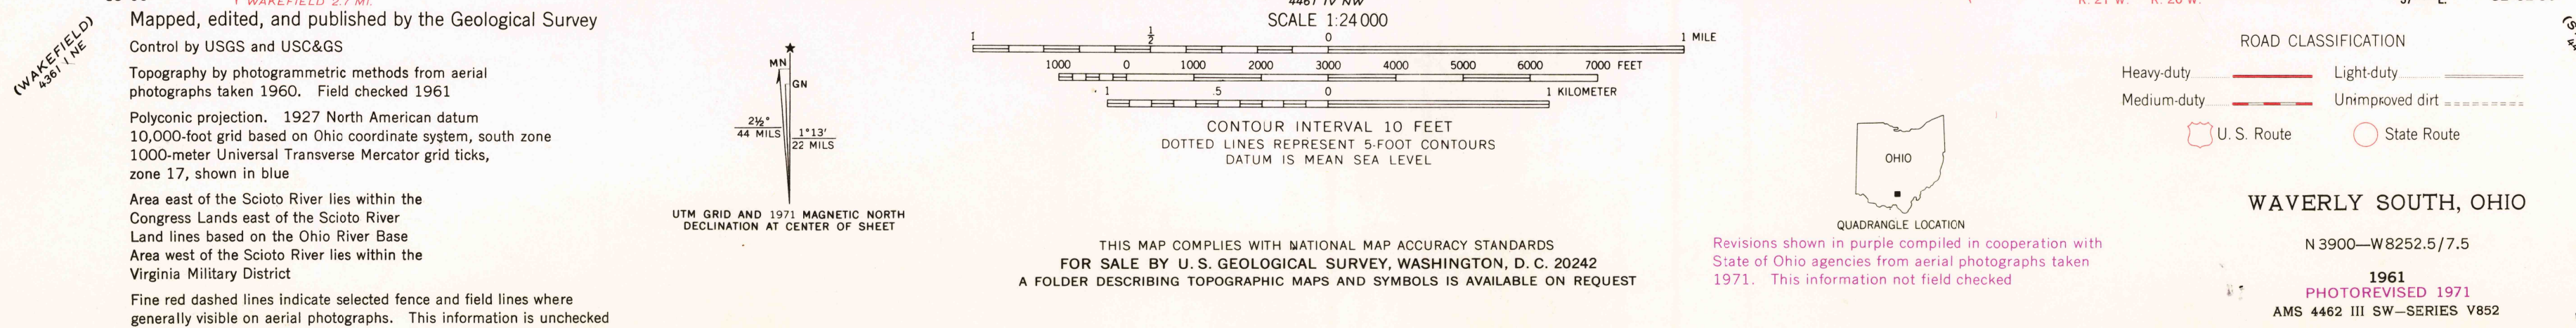 WAKEFIELD 2.7 MI.
(WAKEFIELD)
4361 I NE
Mapped, edited, and published by the Geological Survey
Control by USGS and USC&GS
Topography by photogrammetric methods from aerial
photographs taken 1960. Field checked 1961
Polyconic projection. 1927 North American datum
10,000-foot grid based on Ohio coordinate system, south zone
1000-meter Universal Transverse Mercator grid ticks,
zone 17, shown in blue
Area east of the Scioto River lies within the
Congress Lands east of the Scioto River
Land lines based on the Ohio River Base
Area west of the Scioto River lies within the
Virginia Military District
Fine red dashed lines indicate selected fence and field lines where
generally visible on aerial photographs. This information is unchecked
MN
GN
2½°
44 MILS
1°13′
22 MILS
UTM GRID AND 1971 MAGNETIC NORTH
DECLINATION AT CENTER OF SHEET
4461 IV NW
SCALE 1:24 000
1 ½ 0 1 MILE
1000 0 1000 2000 3000 4000 5000 6000 7000 FEET
1 .5 0 1 KILOMETER
CONTOUR INTERVAL 10 FEET
DOTTED LINES REPRESENT 5-FOOT CONTOURS
DATUM IS MEAN SEA LEVEL
THIS MAP COMPLIES WITH NATIONAL MAP ACCURACY STANDARDS
FOR SALE BY U. S. GEOLOGICAL SURVEY, WASHINGTON, D. C. 20242
A FOLDER DESCRIBING TOPOGRAPHIC MAPS AND SYMBOLS IS AVAILABLE ON REQUEST
OHIO
QUADRANGLE LOCATION
Revisions shown in purple compiled in cooperation with
State of Ohio agencies from aerial photographs taken
1971. This information not field checked
R. 21 W. R. 20 W.
ROAD CLASSIFICATION
Heavy-duty Light-duty
Medium-duty Unimproved dirt
U. S. Route State Route
WAVERLY SOUTH, OHIO
N 3900—W 8252.5/7.5
1961
PHOTOREVISED 1971
AMS 4462 III SW—SERIES V852